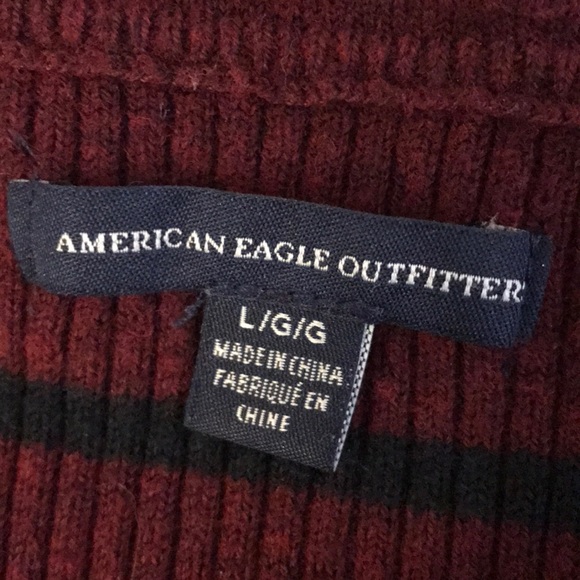 AMERICAN EAGLE OUTFITTER
L/G/G
MADE IN CHINA
FABRIQUÉ EN
CHINE